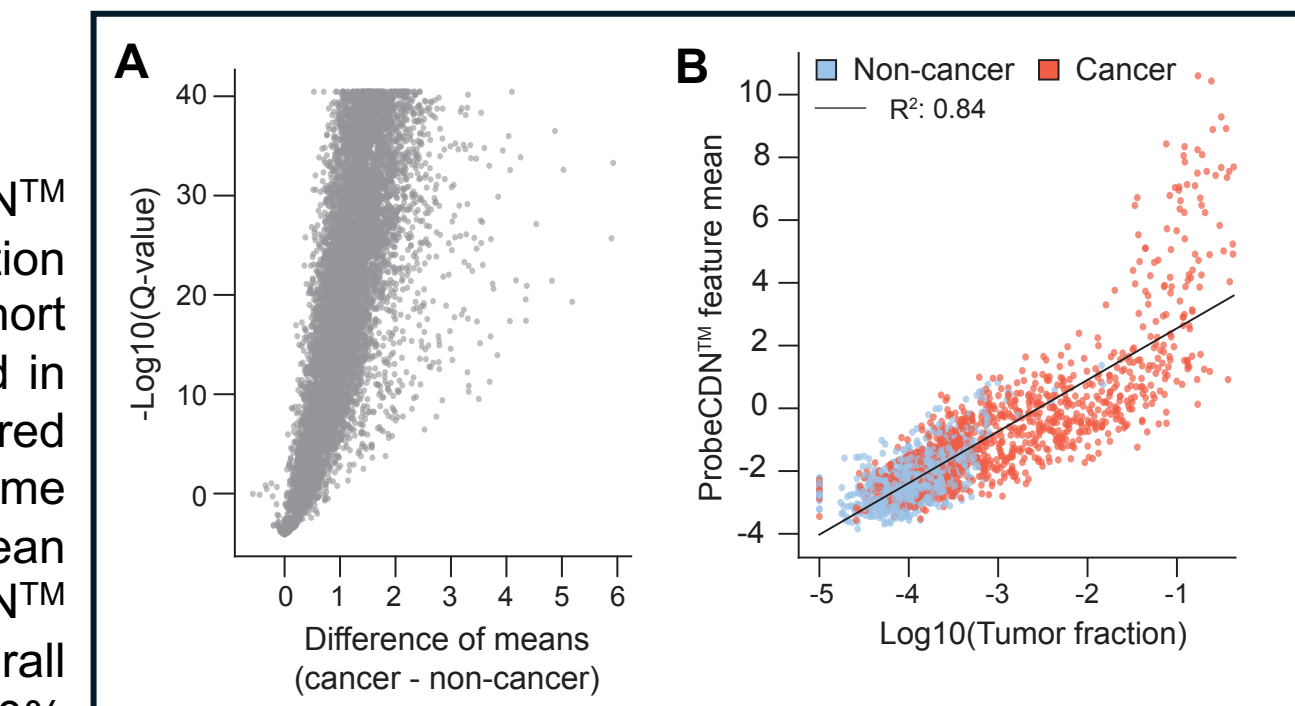 NTM
tion
hort
d in
red
me
ean
NTM
rall
A
-Log10(Q-value)
40
30
20
10
0
0 1 2 3 4 5 6
Difference of means
(cancer - non-cancer)
B
Non-cancer Cancer
R²: 0.84
ProbeCDN™ feature mean
10
8
6
4
2
0
-2
-4
-5 -4 -3 -2 -1
Log10(Tumor fraction)